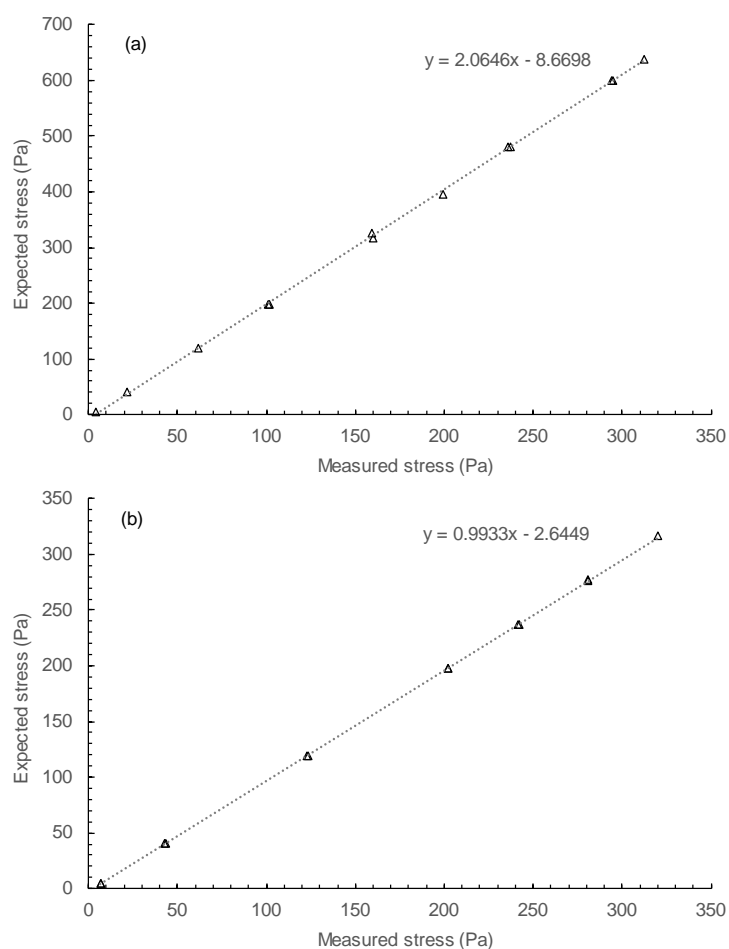 700
(a)
y = 2.0646x - 8.6698
600
500
400
300
200
100
0
0 50 100 150 200 250 300 350
Expected stress (Pa)
Measured stress (Pa)
350
(b)
y = 0.9933x - 2.6449
300
250
200
150
100
50
0
0 50 100 150 200 250 300 350
Expected stress (Pa)
Measured stress (Pa)